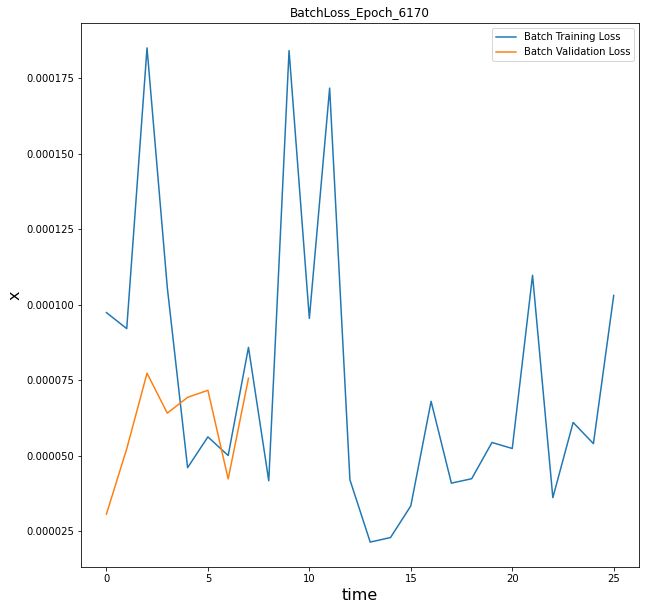 BatchLoss_Epoch_6170
Batch Training Loss
Batch Validation Loss
0.000175
0.000150
0.000125
0.000100
0.000075
0.000050
0.000025
x
0 5 10 15 20 25
time